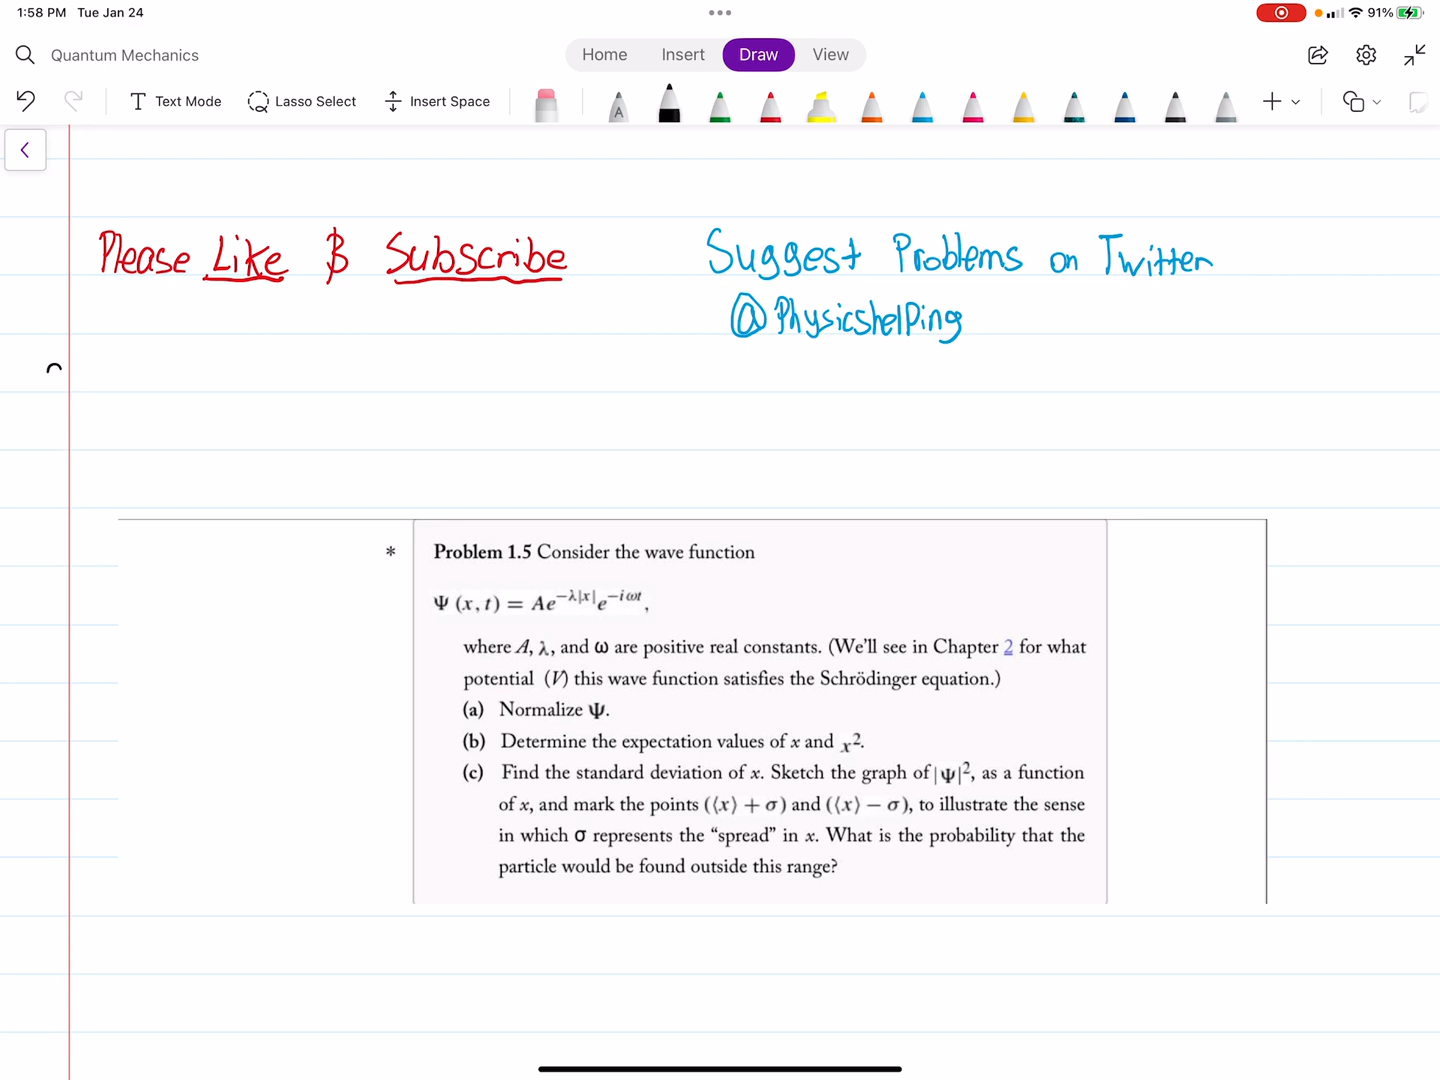 1:58 PM Tue Jan 24
91%
Quantum Mechanics
Home Insert Draw View
Text Mode Lasso Select Insert Space
A
Please Like & Subscribe
Suggest Problems on Twitter
@Physicshelping
* Problem 1.5 Consider the wave function
Ψ (x, t) = Ae^{−λ|x|}e^{−iωt},
where A, λ, and ω are positive real constants. (We’ll see in Chapter 2 for what
potential (V) this wave function satisfies the Schrödinger equation.)
(a) Normalize Ψ.
(b) Determine the expectation values of x and x².
(c) Find the standard deviation of x. Sketch the graph of |Ψ|², as a function
of x, and mark the points (⟨x⟩ + σ) and (⟨x⟩ − σ), to illustrate the sense
in which σ represents the “spread” in x. What is the probability that the
particle would be found outside this range?